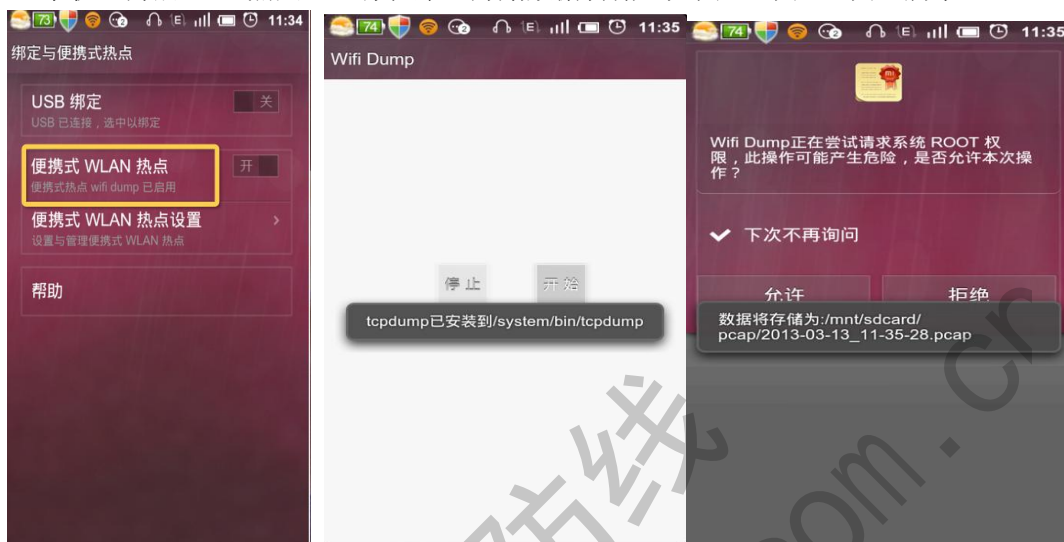 73
11:34
绑定与便携式热点
USB 绑定
关
USB 已连接，选中以绑定
便携式 WLAN 热点
开
便携式热点 wifi dump 已启用
便携式 WLAN 热点设置
设置与管理便携式 WLAN 热点
帮助
74
11:35
Wifi Dump
停止
开始
tcpdump已安装到/system/bin/tcpdump
74
11:35
Wifi Dump正在尝试请求系统 ROOT 权
限，此操作可能产生危险，是否允许本次操
作？
下次不再询问
允许
拒绝
数据将存储为:/mnt/sdcard/
pcap/2013-03-13_11-35-28.pcap
防线
com.cn